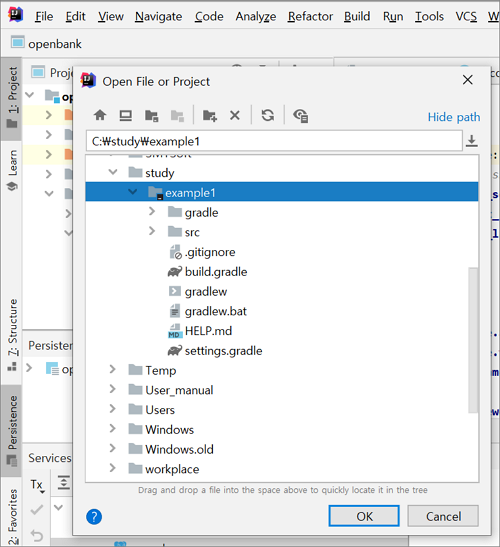 File Edit View Navigate Code Analyze Refactor Build Run Tools VCS
openbank
1: Project
Learn
7: Structure
Persistence
2: Favorites
Open File or Project
Hide path
C:₩study₩example1
study
example1
gradle
src
.gitignore
build.gradle
gradlew
gradlew.bat
MD HELP.md
settings.gradle
Temp
User_manual
Users
Windows
Windows.old
workplace
Drag and drop a file into the space above to quickly locate it in the tree
? OK Cancel
Services
Tx